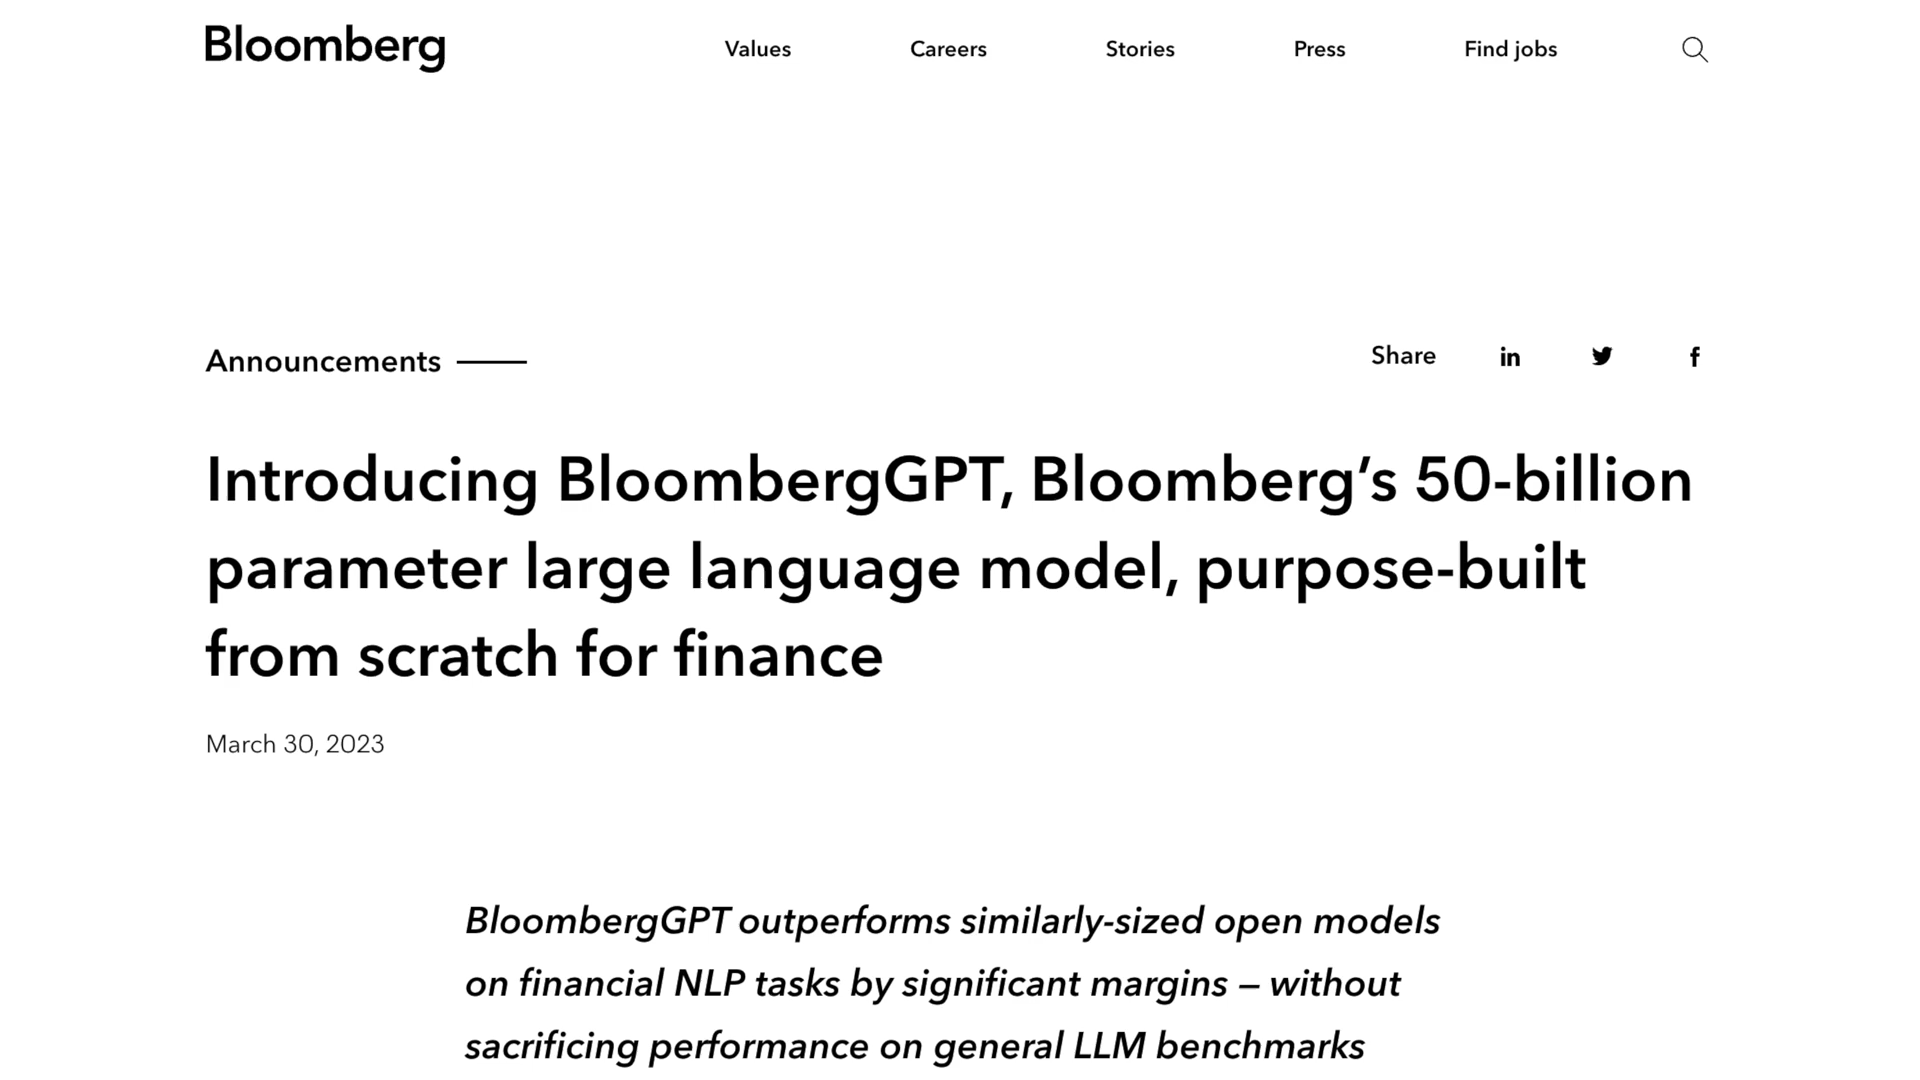 Bloomberg
Values Careers Stories Press Find jobs
Announcements
Share
Introducing BloombergGPT, Bloomberg’s 50-billion
parameter large language model, purpose-built
from scratch for finance
March 30, 2023
BloombergGPT outperforms similarly-sized open models
on financial NLP tasks by significant margins – without
sacrificing performance on general LLM benchmarks